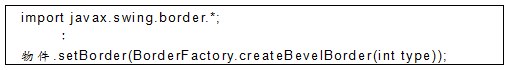 import javax.swing.border.*;
:
物件.setBorder(BorderFactory.createBevelBorder(int type));